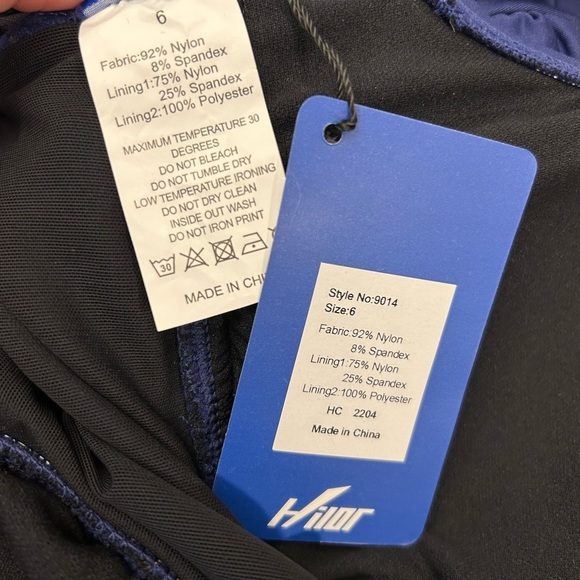 6
Fabric:92% Nylon
8% Spandex
Lining1:75% Nylon
25% Spandex
Lining2:100% Polyester
MAXIMUM TEMPERATURE 30
DEGREES
DO NOT BLEACH
DO NOT TUMBLE DRY
LOW TEMPERATURE IRONING
DO NOT DRY CLEAN
INSIDE OUT WASH
DO NOT IRON PRINT
30
MADE IN CHI
Style No:9014
Size:6
Fabric:92% Nylon
8% Spandex
Lining1:75% Nylon
25% Spandex
Lining2:100% Polyester
HC 2204
Made in China
Hilor